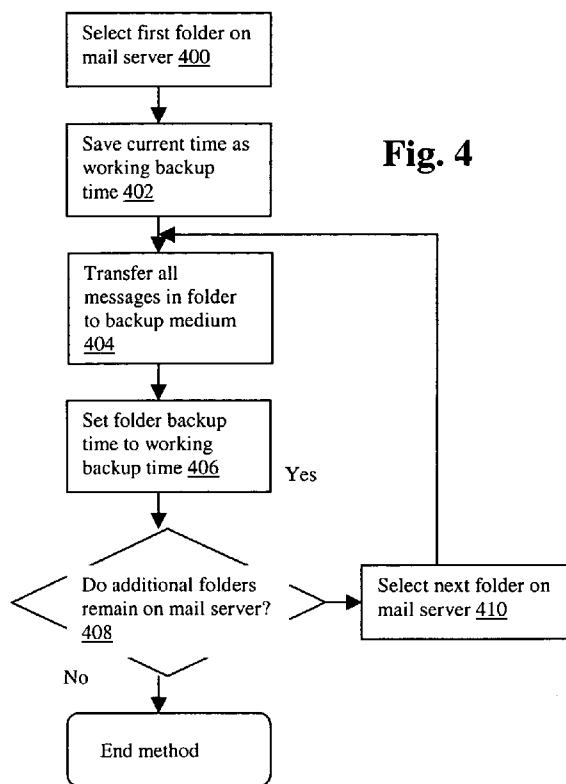 Select first folder on
mail server 400
Save current time as
working backup
time 402
Fig. 4
Transfer all
messages in folder
to backup medium
404
Set folder backup
time to working
backup time 406
Yes
Do additional folders
remain on mail server?
408
Select next folder on
mail server 410
No
End method